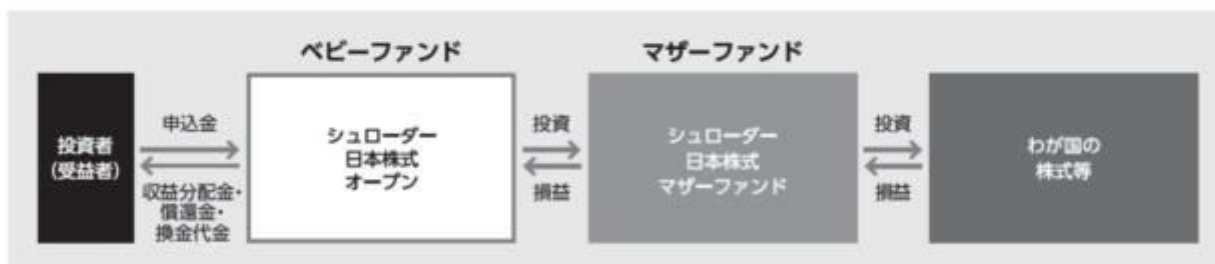 ベビーファンド
マザーファンド
投資者
(受益者)
申込金
収益分配金・
償還金・
換金代金
シュローダー
日本株式
オープン
投資
損益
シュローダー
日本株式
マザーファンド
投資
損益
わが国の
株式等